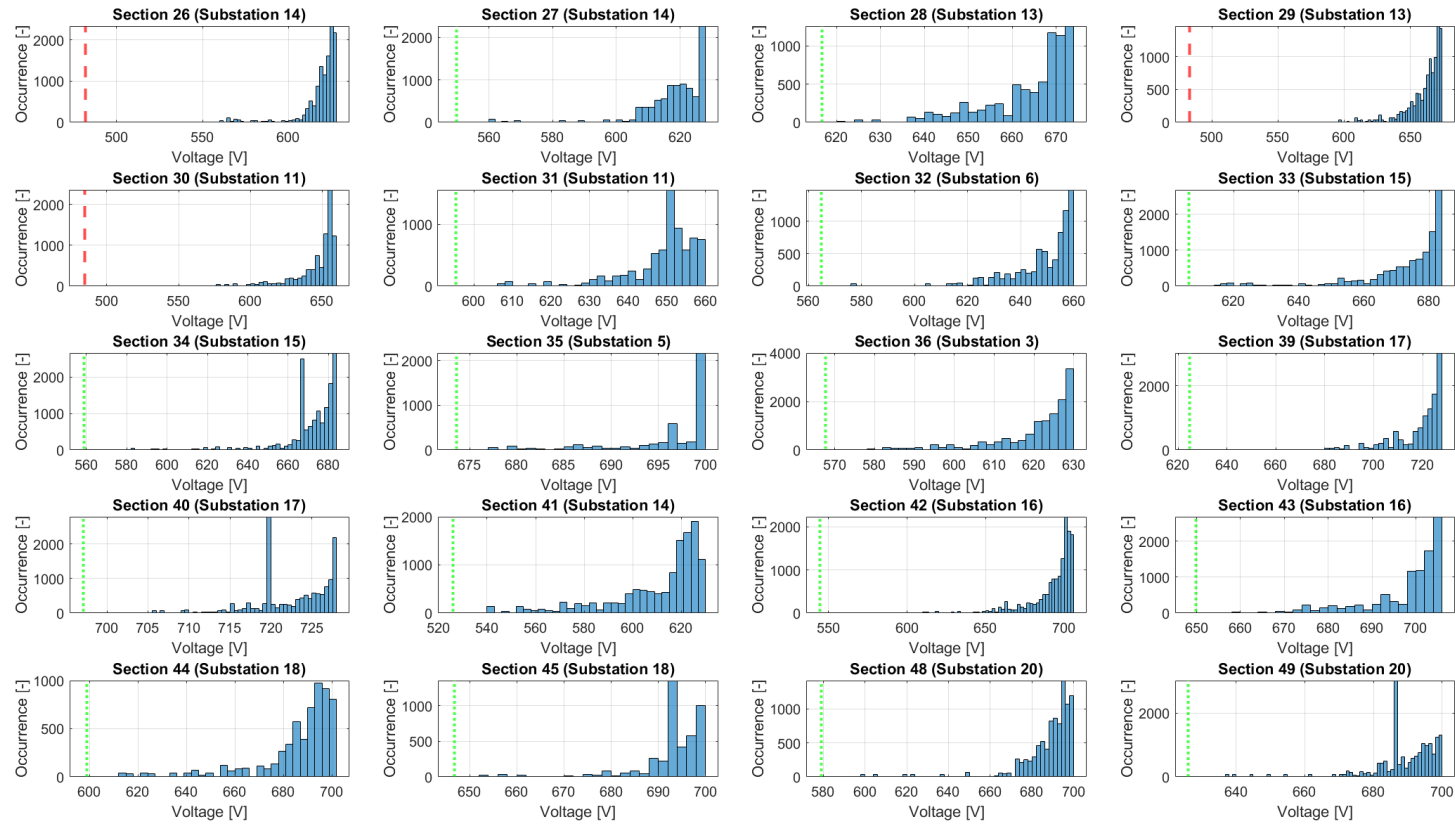 Section 26 (Substation 14)
Occurrence [-]
2000
1000
0
500
550
600
Voltage [V]
Section 27 (Substation 14)
Occurrence [-]
2000
1000
0
560
580
600
620
Voltage [V]
Section 28 (Substation 13)
Occurrence [-]
1000
500
0
620
630
640
650
660
670
Voltage [V]
Section 29 (Substation 13)
Occurrence [-]
1500
1000
500
0
500
550
600
650
Voltage [V]
Section 30 (Substation 11)
Occurrence [-]
2000
1000
0
500
550
600
650
Voltage [V]
Section 31 (Substation 11)
Occurrence [-]
1000
0
600
610
620
630
640
650
660
Voltage [V]
Section 32 (Substation 6)
Occurrence [-]
1000
500
0
560
580
600
620
640
660
Voltage [V]
Section 33 (Substation 15)
Occurrence [-]
2000
1000
0
620
640
660
680
Voltage [V]
Section 34 (Substation 15)
Occurrence [-]
2000
1000
0
560
580
600
620
640
660
680
Voltage [V]
Section 35 (Substation 5)
Occurrence [-]
2000
1000
0
675
680
685
690
695
700
Voltage [V]
Section 36 (Substation 3)
Occurrence [-]
4000
2000
0
570
580
590
600
610
620
630
Voltage [V]
Section 39 (Substation 17)
Occurrence [-]
2000
0
620
640
660
680
700
720
Voltage [V]
Section 40 (Substation 17)
Occurrence [-]
2000
1000
0
700
705
710
715
720
725
Voltage [V]
Section 41 (Substation 14)
Occurrence [-]
2000
1000
0
520
540
560
580
600
620
Voltage [V]
Section 42 (Substation 16)
Occurrence [-]
2000
1000
0
550
600
650
700
Voltage [V]
Section 43 (Substation 16)
Occurrence [-]
2000
1000
0
650
660
670
680
690
700
Voltage [V]
Section 44 (Substation 18)
Occurrence [-]
1000
500
0
600
620
640
660
680
700
Voltage [V]
Section 45 (Substation 18)
Occurrence [-]
1000
500
0
650
660
670
680
690
700
Voltage [V]
Section 48 (Substation 20)
Occurrence [-]
1000
500
0
580
600
620
640
660
680
700
Voltage [V]
Section 49 (Substation 20)
Occurrence [-]
2000
0
640
660
680
700
Voltage [V]